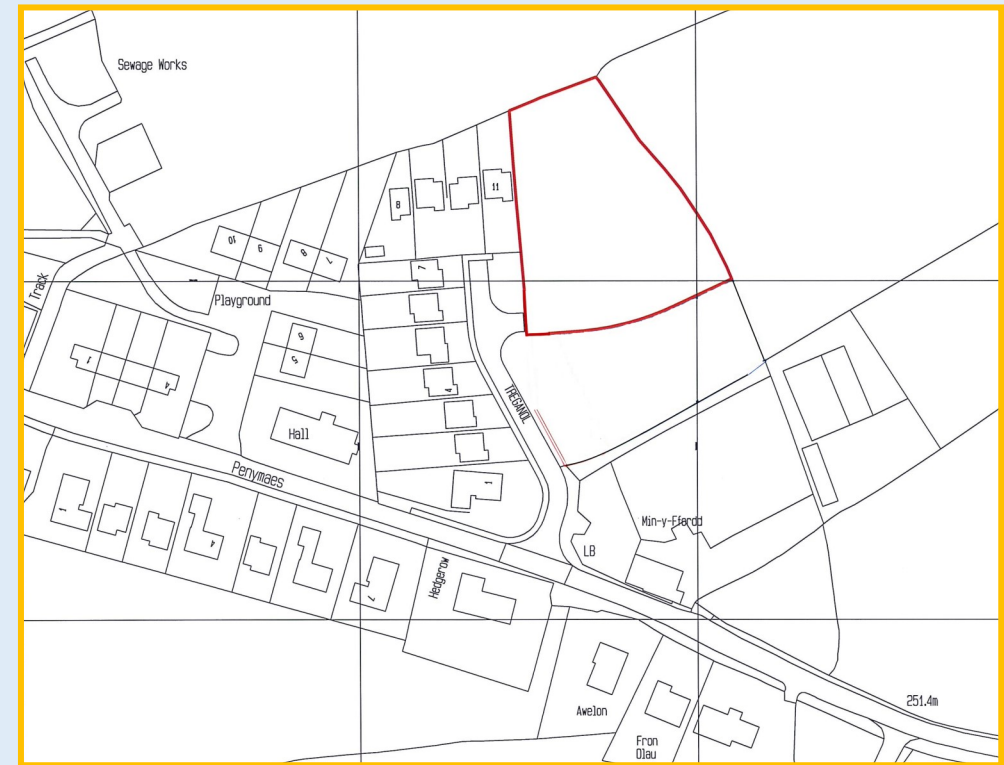 Sewage Works
11
8
10
9
8
7
7
Track
Playground
6
5
1
4
4
TREGANOL
Hall
Penymaes
1
1
4
7
Hedgerow
Min-y-Ffordd
LB
251.4m
Awelon
Fron
Olau